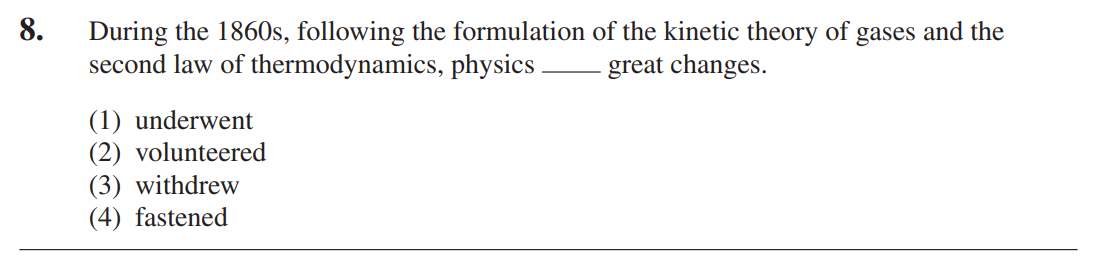 8. During the 1860s, following the formulation of the kinetic theory of gases and the
second law of thermodynamics, physics ____ great changes.
(1) underwent
(2) volunteered
(3) withdrew
(4) fastened